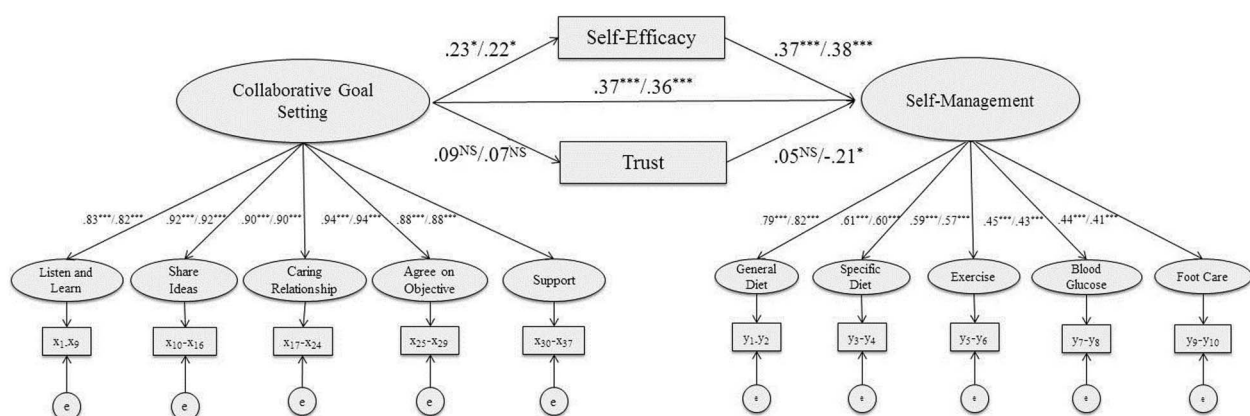 Self-Efficacy
.23*/.22*
.37***/.38***
Collaborative Goal
Setting
.37***/.36***
Self-Management
.09NS/.07NS
Trust
.05NS/-.21*
.83***/.82***
.92***/.92***
.90***/.90***
.94***/.94***
.88***/.88***
.79***/.82***
.61***/.60***
.59***/.57***
.45***/.43***
.44***/.41***
Listen and
Learn
Share
Ideas
Caring
Relationship
Agree on
Objective
Support
General
Diet
Specific
Diet
Exercise
Blood
Glucose
Foot Care
x1-x9
x10-x16
x17-x24
x25-x29
x30-x37
y1-y2
y3-y4
y5-y6
y7-y8
y9-y10
e
e
e
e
e
e
e
e
e
e